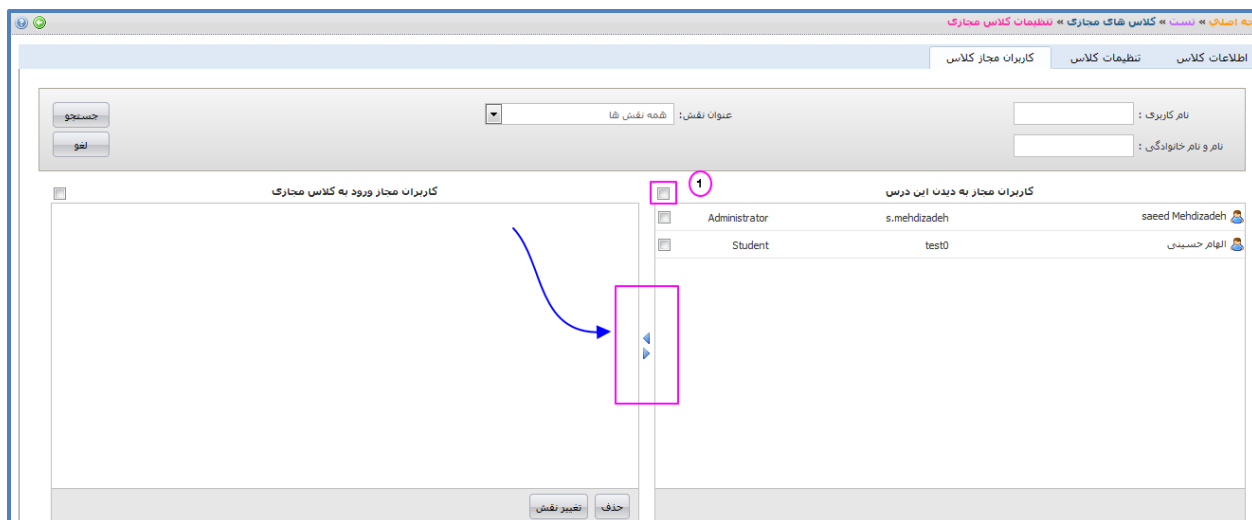 جه اصلی » تست » کلاس های مجازی » تنظیمات کلاس مجازی
اطلاعات کلاس
تنظیمات کلاس
کاربران مجاز کلاس
نام کاربری :
عنوان نقش:
همه نقش ها
جستجو
نام و نام خانوادگی :
لغو
کاربران مجاز به دیدن این درس
1
کاربران مجاز ورود به کلاس مجازی
saeed Mehdizadeh
s.mehdizadeh
Administrator
الهام حسینی
test0
Student
حذف
تغییر نقش